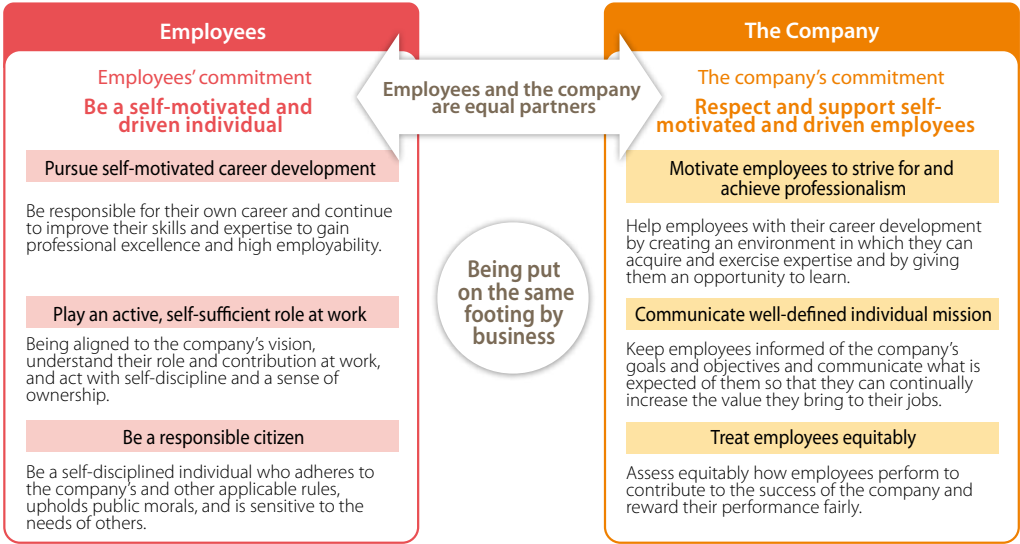 Employees
Employees' commitment
Be a self-motivated and
driven individual
Pursue self-motivated career development
Be responsible for their own career and continue
to improve their skills and expertise to gain
professional excellence and high employability.
Play an active, self-sufficient role at work
Being aligned to the company's vision,
understand their role and contribution at work,
and act with self-discipline and a sense of
ownership.
Be a responsible citizen
Be a self-disciplined individual who adheres to
the company's and other applicable rules,
upholds public morals, and is sensitive to the
needs of others.
Employees and the company
are equal partners
Being put
on the same
footing by
business
The Company
The company's commitment
Respect and support self-
motivated and driven employees
Motivate employees to strive for and
achieve professionalism
Help employees with their career development
by creating an environment in which they can
acquire and exercise expertise and by giving
them an opportunity to learn.
Communicate well-defined individual mission
Keep employees informed of the company's
goals and objectives and communicate what is
expected of them so that they can continually
increase the value they bring to their jobs.
Treat employees equitably
Assess equitably how employees perform to
contribute to the success of the company and
reward their performance fairly.